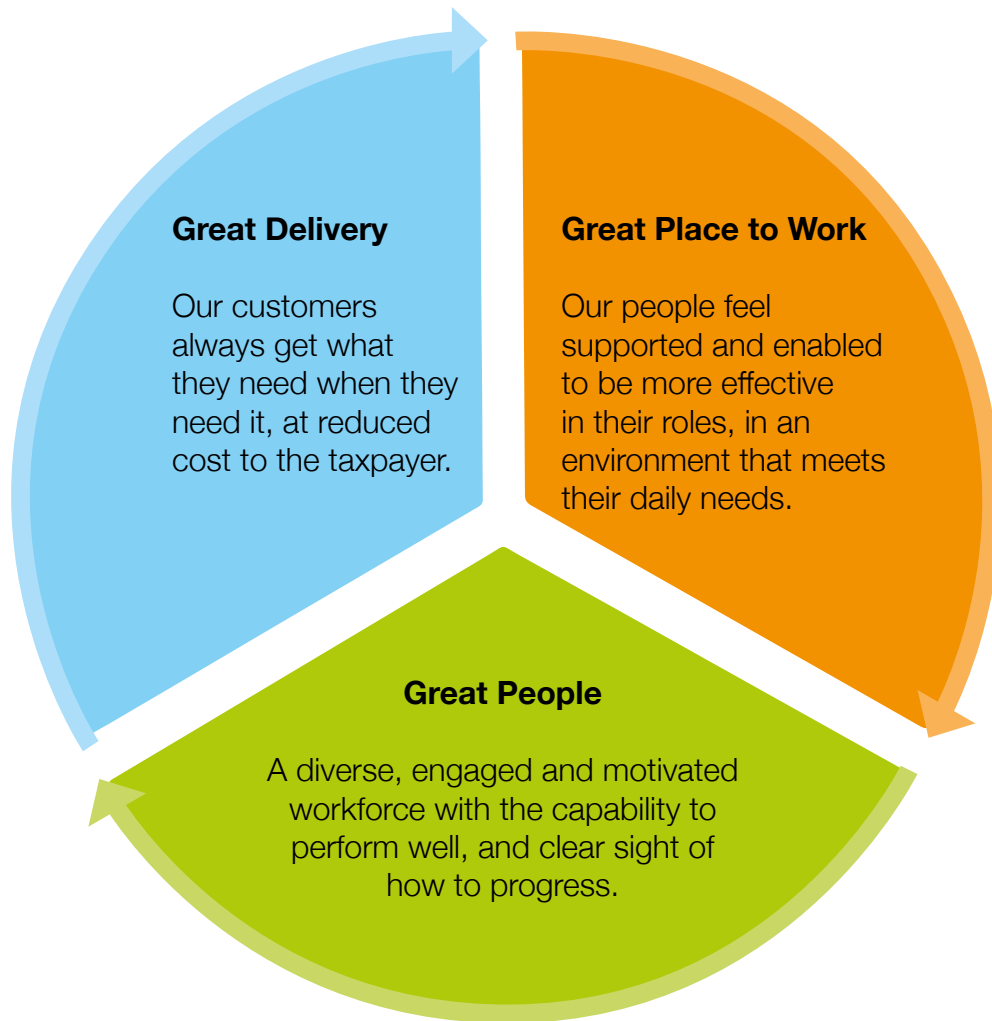 Great Delivery
Our customers
always get what
they need when they
need it, at reduced
cost to the taxpayer.
Great Place to Work
Our people feel
supported and enabled
to be more effective
in their roles, in an
environment that meets
their daily needs.
Great People
A diverse, engaged and motivated
workforce with the capability to
perform well, and clear sight of
how to progress.